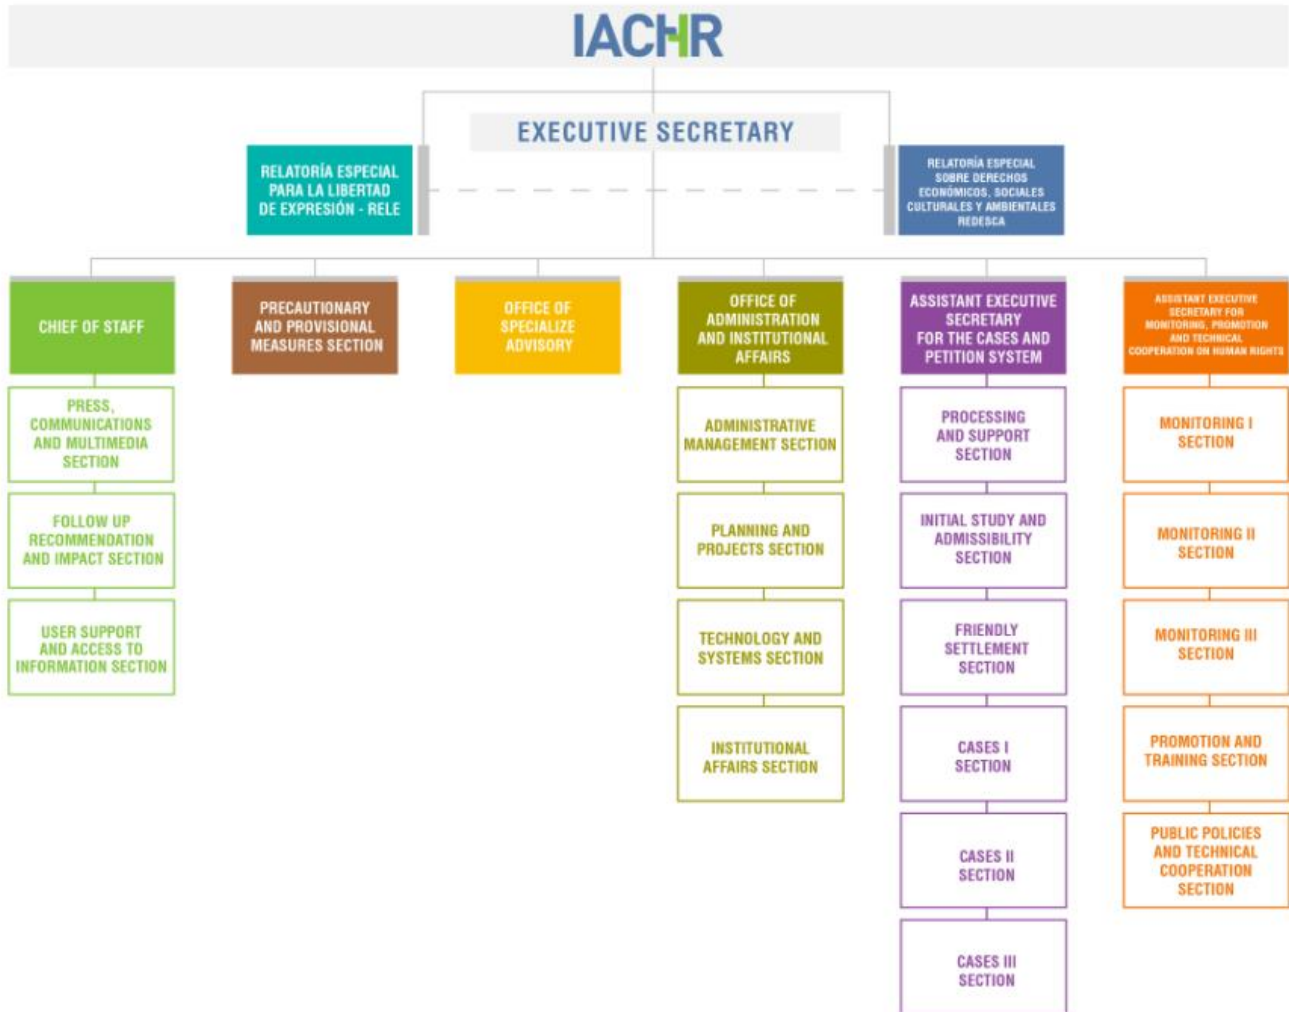 IACHR
EXECUTIVE SECRETARY
RELATORÍA ESPECIAL
PARA LA LIBERTAD
DE EXPRESIÓN - RELE
RELATORÍA ESPECIAL
SOBRE DERECHOS
ECONÓMICOS, SOCIALES
CULTURALES Y AMBIENTALES
REDESCA
CHIEF OF STAFF
PRECAUTIONARY
AND PROVISIONAL
MEASURES SECTION
OFFICE OF
SPECIALIZE
ADVISORY
OFFICE OF
ADMINISTRATION
AND INSTITUTIONAL
AFFAIRS
ASSISTANT EXECUTIVE
SECRETARY
FOR THE CASES AND
PETITION SYSTEM
ASSISTANT EXECUTIVE
SECRETARY FOR
MONITORING, PROMOTION
AND TECHNICAL
COOPERATION ON HUMAN RIGHTS
PRESS,
COMMUNICATIONS
AND MULTIMEDIA
SECTION
FOLLOW UP
RECOMMENDATION
AND IMPACT SECTION
USER SUPPORT
AND ACCESS TO
INFORMATION SECTION
ADMINISTRATIVE
MANAGEMENT SECTION
PLANNING AND
PROJECTS SECTION
TECHNOLOGY AND
SYSTEMS SECTION
INSTITUTIONAL
AFFAIRS SECTION
PROCESSING
AND SUPPORT
SECTION
INITIAL STUDY AND
ADMISSIBILITY
SECTION
FRIENDLY
SETTLEMENT
SECTION
CASES I
SECTION
CASES II
SECTION
CASES III
SECTION
MONITORING I
SECTION
MONITORING II
SECTION
MONITORING III
SECTION
PROMOTION AND
TRAINING SECTION
PUBLIC POLICIES
AND TECHNICAL
COOPERATION
SECTION